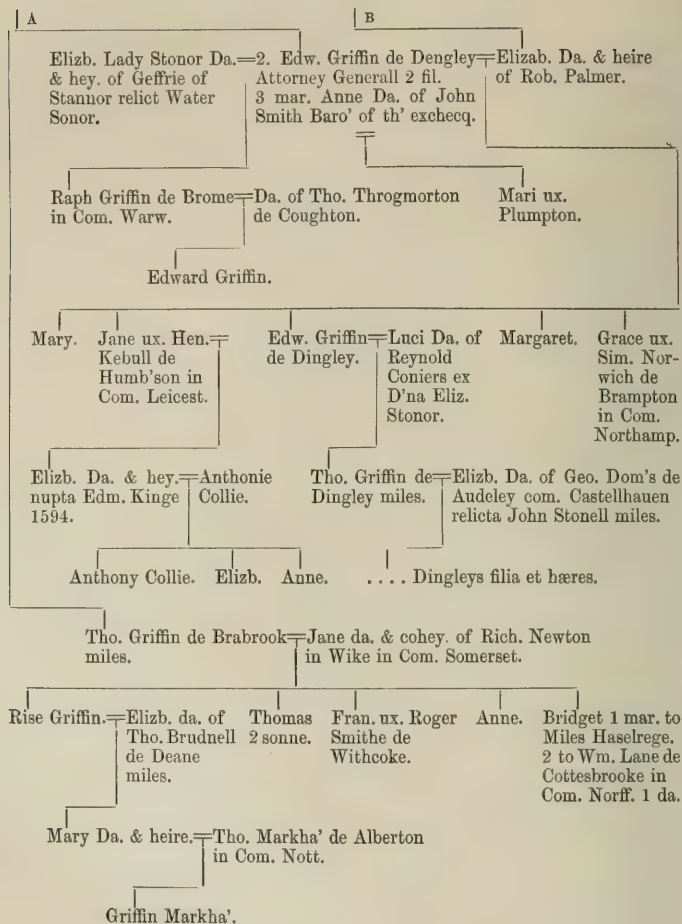 A
B
Elizb. Lady Stonor Da.
& hey. of Geffrie of
Stannor relict Water
Sonor.
2. Edw. Griffin de Dengley
Attorney Generall 2 fil.
3 mar. Anne Da. of John
Smith Baro' of th' exchecq.
Elizab. Da. & heire
of Rob. Palmer.
Raph Griffin de Brome
in Com. Warw.
Da. of Tho. Throgmorton
de Coughton.
Mari ux.
Plumpton.
Edward Griffin.
Mary.
Jane ux. Hen.
Kebull de
Humb'son in
Com. Leicest.
Edw. Griffin
de Dingley.
Luci Da. of
Reynold
Coniers ex
D'na Eliz.
Stonor.
Margaret.
Grace ux.
Sim. Nor-
wich de
Brampton
in Com.
Northamp.
Elizb. Da. & hey.
nupta Edm. Kinge
1594.
Anthonie
Collie.
Tho. Griffin de
Dingley miles.
Elizb. Da. of Geo. Dom's de
Audeley com. Castellhauen
relicta John Stonell miles.
Anthony Collie.
Elizb.
Anne.
.... Dingleys filia et hæres.
Tho. Griffin de Brabrook
miles.
Jane da. & cohey. of Rich. Newton
in Wike in Com. Somerset.
Rise Griffin.
Elizb. da. of
Tho. Brudnell
de Deane
miles.
Thomas
2 sonne.
Fran. ux. Roger
Smithe de
Withcoke.
Anne.
Bridget 1 mar. to
Miles Haselrege.
2 to Wm. Lane de
Cottesbrooke in
Com. Norff. 1 da.
Mary Da. & heire.
Tho. Markha' de Alberton
in Com. Nott.
Griffin Markha'.